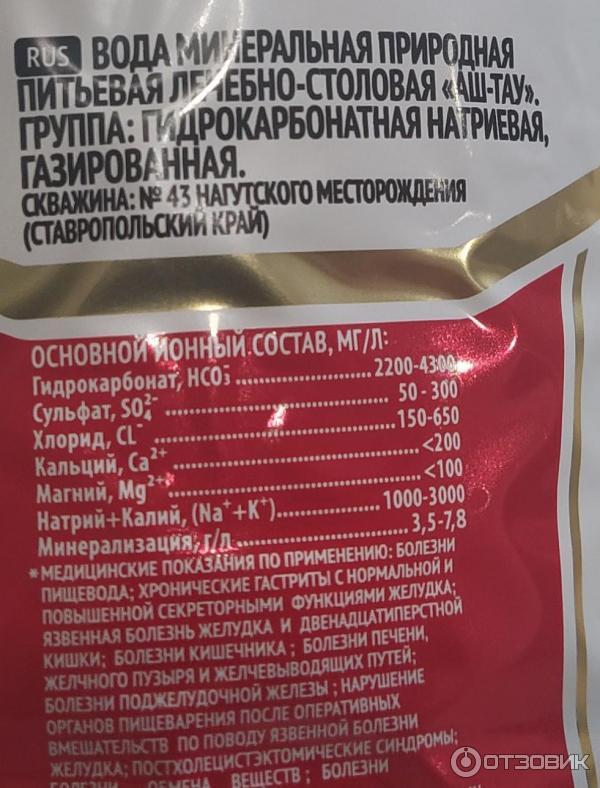 RUS ВОДА МИНЕРАЛЬНАЯ ПРИРОДНАЯ
ПИТЬЕВАЯ ЛЕЧЕБНО-СТОЛОВАЯ «АШ-ТАУ».
ГРУППА: ГИДРОКАРБОНАТНАЯ НАТРИЕВАЯ,
ГАЗИРОВАННАЯ.
СКВАЖИНА: № 43 НАГУТСКОГО МЕСТОРОЖДЕНИЯ
(СТАВРОПОЛЬСКИЙ КРАЙ)
ОСНОВНОЙ ИОННЫЙ СОСТАВ, МГ/Л:
Гидрокарбонат, HCO₃⁻ .................... 2200-4300
Сульфат, SO₄²⁻ .................... 50 - 300
Хлорид, CL⁻ .................... 150-650
Кальций, Ca²⁺ .................... <200
Магний, Mg²⁺ .................... <100
Натрий+Калий, (Na⁺+K⁺) .................... 1000-3000
Минерализация, г/л .................... 3,5-7,8
*МЕДИЦИНСКИЕ ПОКАЗАНИЯ ПО ПРИМЕНЕНИЮ: БОЛЕЗНИ
ПИЩЕВОДА; ХРОНИЧЕСКИЕ ГАСТРИТЫ С НОРМАЛЬНОЙ И
ПОВЫШЕННОЙ СЕКРЕТОРНЫМИ ФУНКЦИЯМИ ЖЕЛУДКА;
ЯЗВЕННАЯ БОЛЕЗНЬ ЖЕЛУДКА И ДВЕНАДЦАТИПЕРСТНОЙ
КИШКИ; БОЛЕЗНИ КИШЕЧНИКА ; БОЛЕЗНИ ПЕЧЕНИ,
ЖЕЛЧНОГО ПУЗЫРЯ И ЖЕЛЧЕВЫВОДЯЩИХ ПУТЕЙ;
БОЛЕЗНИ ПОДЖЕЛУДОЧНОЙ ЖЕЛЕЗЫ ; НАРУШЕНИЕ
ОРГАНОВ ПИЩЕВАРЕНИЯ ПОСЛЕ ОПЕРАТИВНЫХ
ВМЕШАТЕЛЬСТВ ПО ПОВОДУ ЯЗВЕННОЙ БОЛЕЗНИ
ЖЕЛУДКА; ПОСТХОЛЕЦИСТЭКТОМИЧЕСКИЕ СИНДРОМЫ;
БОЛЕЗНИ ОБМЕНА ВЕЩЕСТВ ; БОЛЕЗНИ
ОТЗОВИК